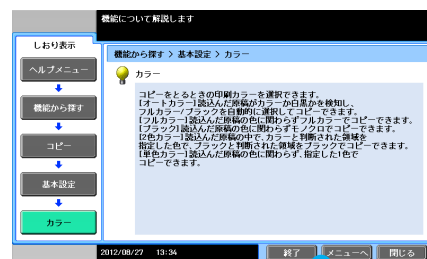 機能について解説します
しおり表示
ヘルプメニュー
機能から探す
コピー
基本設定
カラー
機能から探す > 基本設定 > カラー
カラー
コピーをとるときの印刷カラーを選択できます。
[オートカラー]読込んだ原稿がカラーか白黒かを検知し、
フルカラー/ブラックを自動的に選択してコピーできます。
[フルカラー]読込んだ原稿の色に関わらずフルカラーでコピーできます。
[ブラック]読込んだ原稿の色に関わらずモノクロでコピーできます。
[2色カラー]読込んだ原稿の中で、カラーと判断された領域を
指定した色で、ブラックと判断された領域をブラックでコピーできます。
[単色カラー]読込んだ原稿の色に関わらず、指定した1色で
コピーできます。
2012/08/27 13:34
終了
メニューへ
閉じる